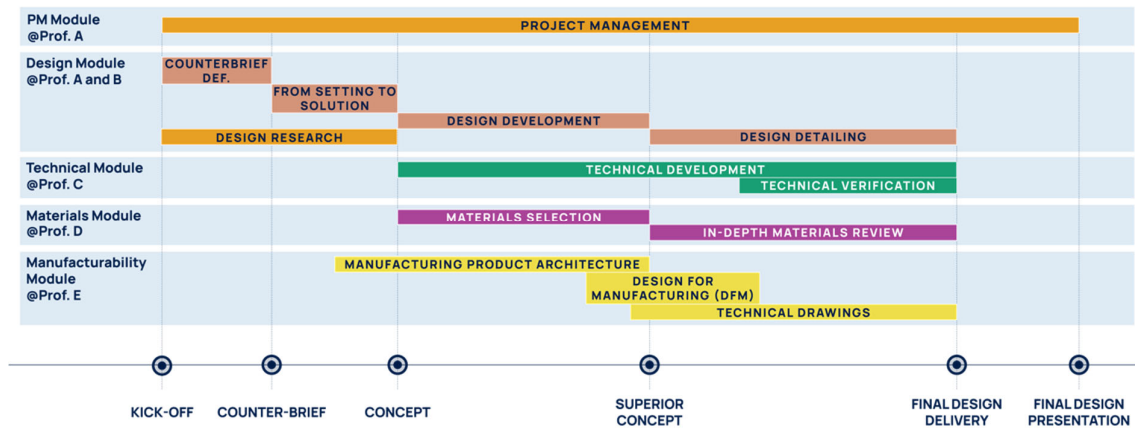 PM Module
@Prof. A
PROJECT MANAGEMENT
Design Module
@Prof. A and B
COUNTERBRIEF
DEF.
FROM SETTING TO
SOLUTION
DESIGN DEVELOPMENT
DESIGN RESEARCH
DESIGN DETAILING
Technical Module
@Prof. C
TECHNICAL DEVELOPMENT
TECHNICAL VERIFICATION
Materials Module
@Prof. D
MATERIALS SELECTION
IN-DEPTH MATERIALS REVIEW
Manufacturability
Module
@Prof. E
MANUFACTURING PRODUCT ARCHITECTURE
DESIGN FOR
MANUFACTURING (DFM)
TECHNICAL DRAWINGS
KICK-OFF
COUNTER-BRIEF
CONCEPT
SUPERIOR
CONCEPT
FINAL DESIGN
DELIVERY
FINAL DESIGN
PRESENTATION